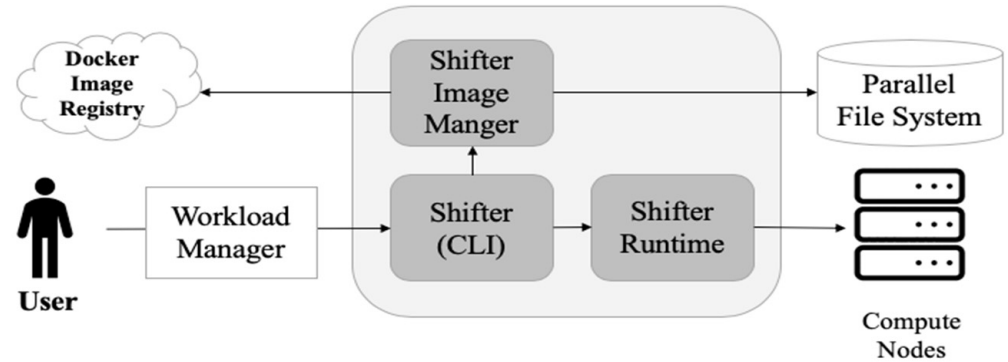 Docker
Image
Registry
Shifter
Image
Manger
Parallel
File System
User
Workload
Manager
Shifter
(CLI)
Shifter
Runtime
Compute
Nodes